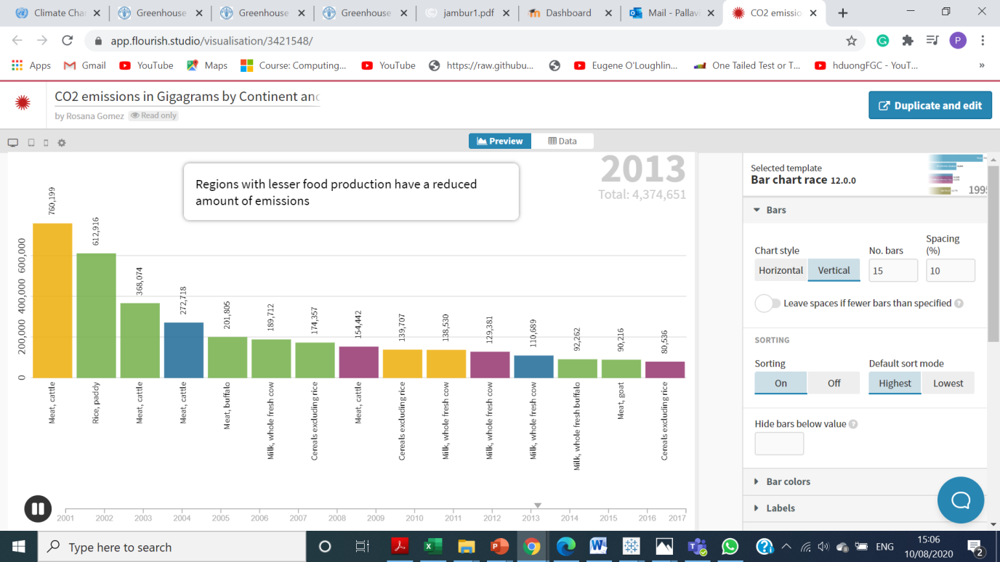 Climate Cha
Greenhouse
Greenhouse
Greenhouse
jambur1.pdf
Dashboard
Mail - Pallav
CO2 emissio
app.flourish.studio/visualisation/3421548/
G
P
Apps
Gmail
YouTube
Maps
Course: Computing...
YouTube
https://raw.githubu...
Eugene O'Loughlin...
One Tailed Test or T...
hduongFGC - YouT...
»
CO2 emissions in Gigagrams by Continent and
by Rosana Gomez
Read only
Duplicate and edit
Preview
Data
Regions with lesser food production have a reduced
amount of emissions
2013
Total: 4,374,651
600,000
400,000
200,000
0
760,199
612,916
368,074
272,718
201,805
189,712
174,357
154,442
139,707
138,530
129,381
110,689
92,262
90,216
80,536
Meat, cattle
Rice, paddy
Meat, cattle
Meat, cattle
Meat, buffalo
Milk, whole fresh cow
Cereals excluding rice
Meat, cattle
Cereals excluding rice
Milk, whole fresh cow
Milk, whole fresh cow
Milk, whole fresh cow
Milk, whole fresh buffalo
Meat, goat
Cereals excluding rice
2001 2002 2003 2004 2005 2006 2007 2008 2009 2010 2011 2012 2013 2014 2015 2016 2017
Selected template
Bar chart race 12.0.0
199
Bars
Chart style
No. bars
Spacing
(%)
Horizontal
Vertical
15
10
Leave spaces if fewer bars than specified
?
SORTING
Sorting
Default sort mode
On
Off
Highest
Lowest
Hide bars below value
?
Bar colors
Labels
Type here to search
ENG
15:06
10/08/2020
2